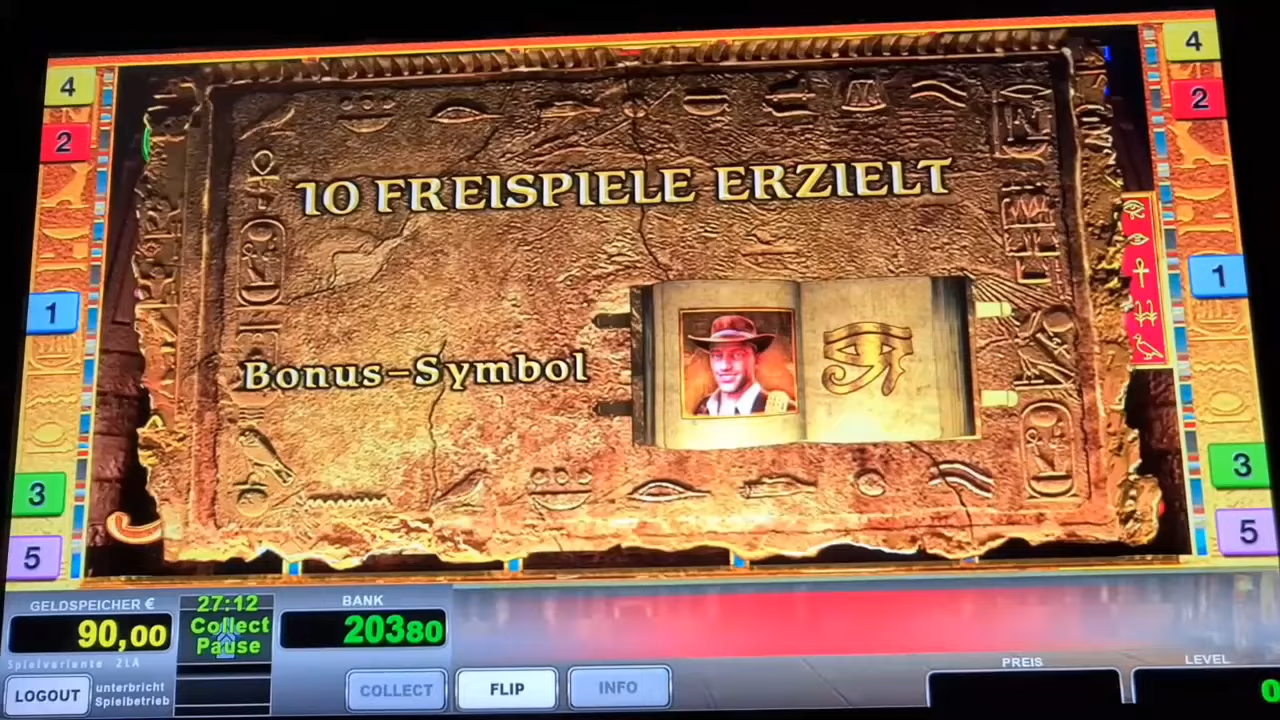 4
4
2
2
10 FREISPIELE ERZIELT
1
1
Bonus-Symbol
3
3
5
5
GELDSPEICHER €
90,00
27:12
Collect
Pause
BANK
20380
Spielvariante 2LA
LOGOUT
unterbricht
Spielbetrieb
COLLECT
FLIP
INFO
PREIS
LEVEL
0